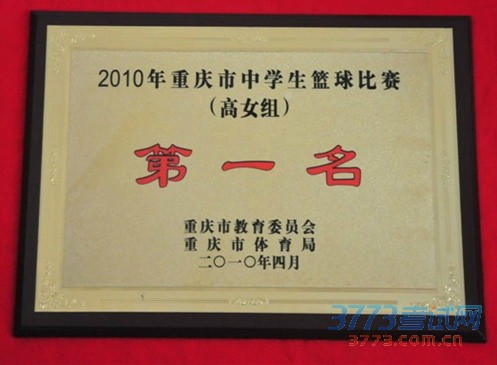 2010年重庆市中学生篮球比赛
（高女组）
第一名
重庆市教育委员会
重庆市体育局
二〇一〇年四月
3773考试网
www.3773.com.cn